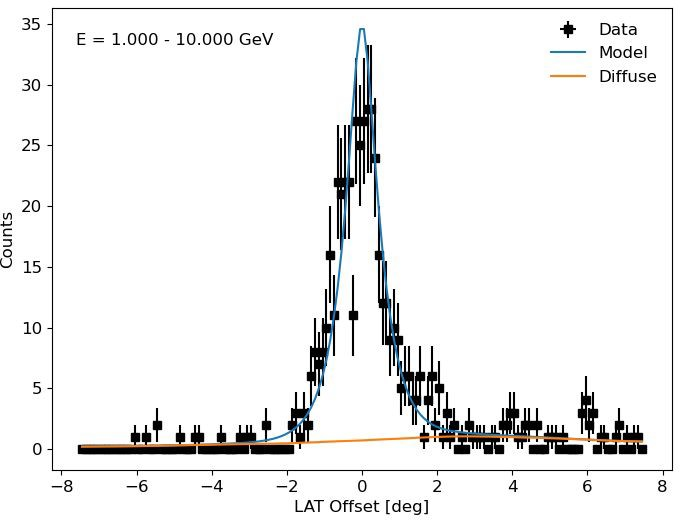 E = 1.000 - 10.000 GeV
Data
Model
Diffuse
35
30
25
20
15
10
5
0
Counts
−8 −6 −4 −2 0 2 4 6 8
LAT Offset [deg]